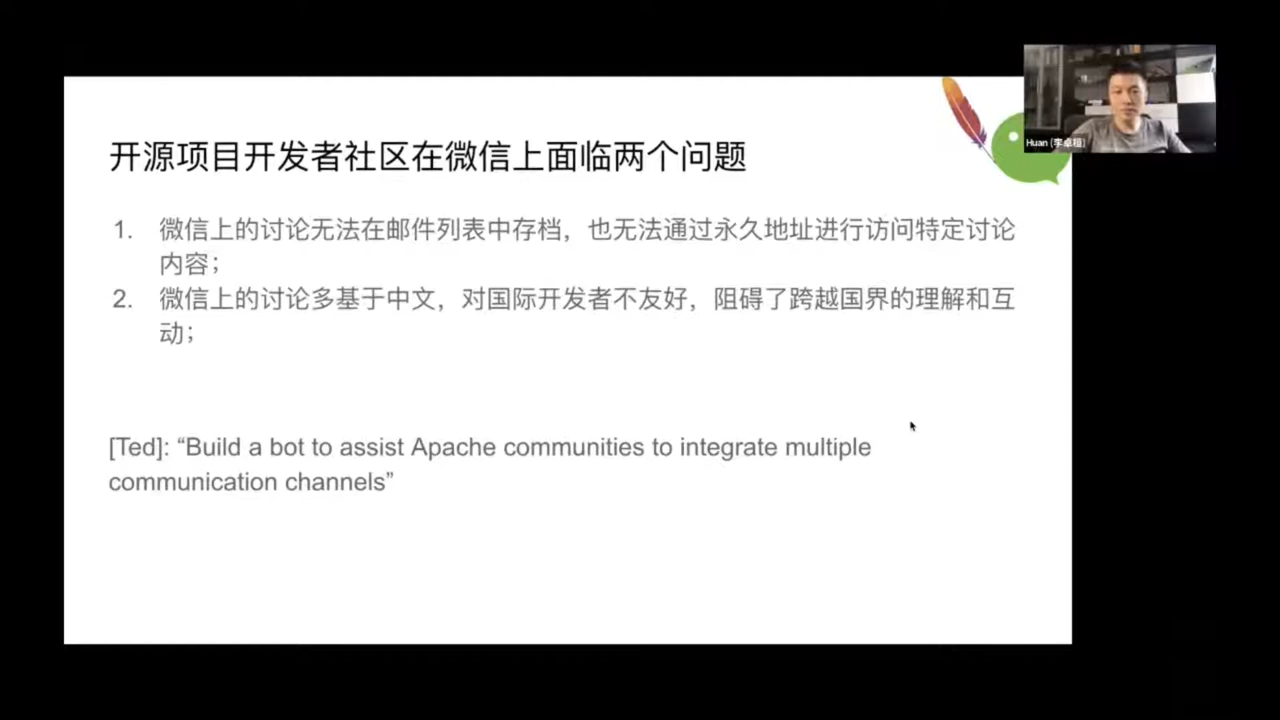 开源项目开发者社区在微信上面临两个问题
1. 微信上的讨论无法在邮件列表中存档，也无法通过永久地址进行访问特定讨论
内容；
2. 微信上的讨论多基于中文，对国际开发者不友好，阻碍了跨越国界的理解和互
动；
[Ted]: “Build a bot to assist Apache communities to integrate multiple
communication channels”
Huan (李卓桓)